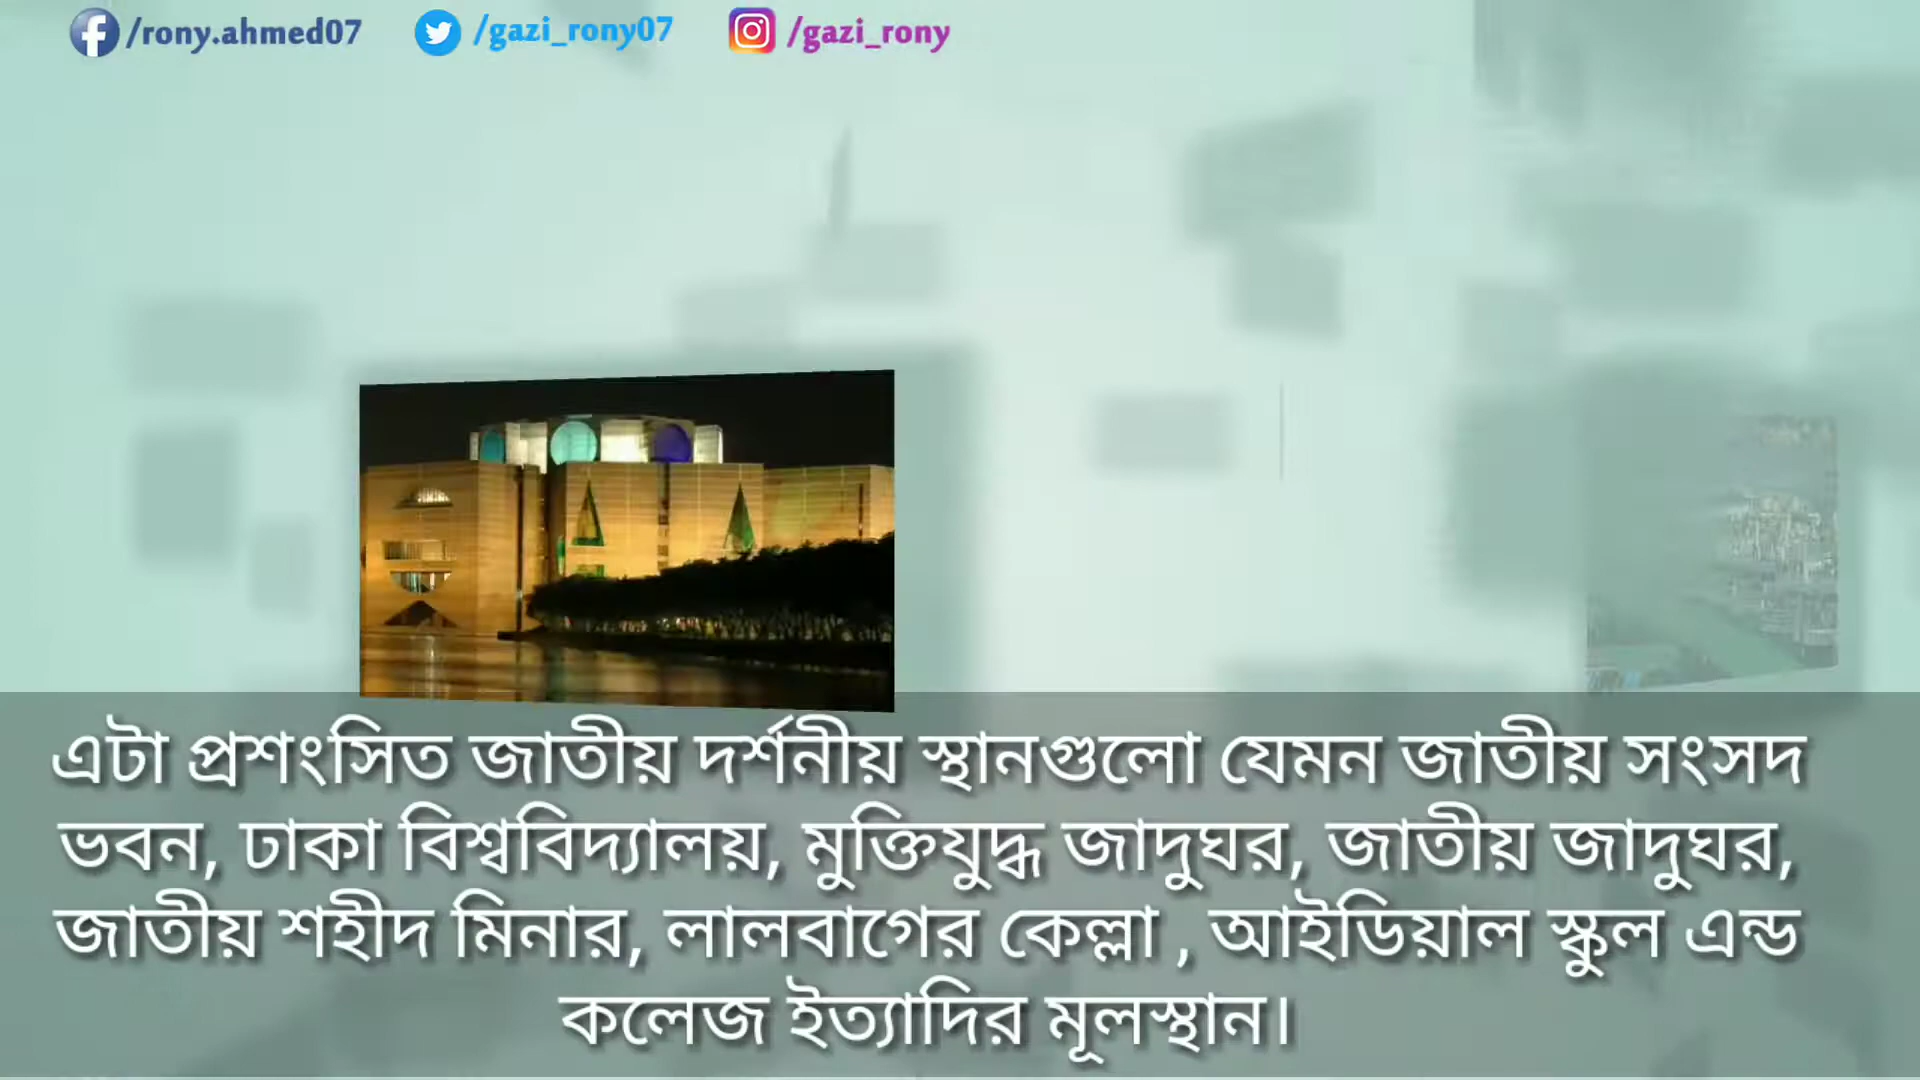 /rony.ahmed07 /gazi_rony07 /gazi_rony
এটা প্রশংসিত জাতীয় দর্শনীয় স্থানগুলো যেমন জাতীয় সংসদ
ভবন, ঢাকা বিশ্ববিদ্যালয়, মুক্তিযুদ্ধ জাদুঘর, জাতীয় জাদুঘর,
জাতীয় শহীদ মিনার, লালবাগের কেল্লা , আইডিয়াল স্কুল এন্ড
কলেজ ইত্যাদির মূলস্থান।